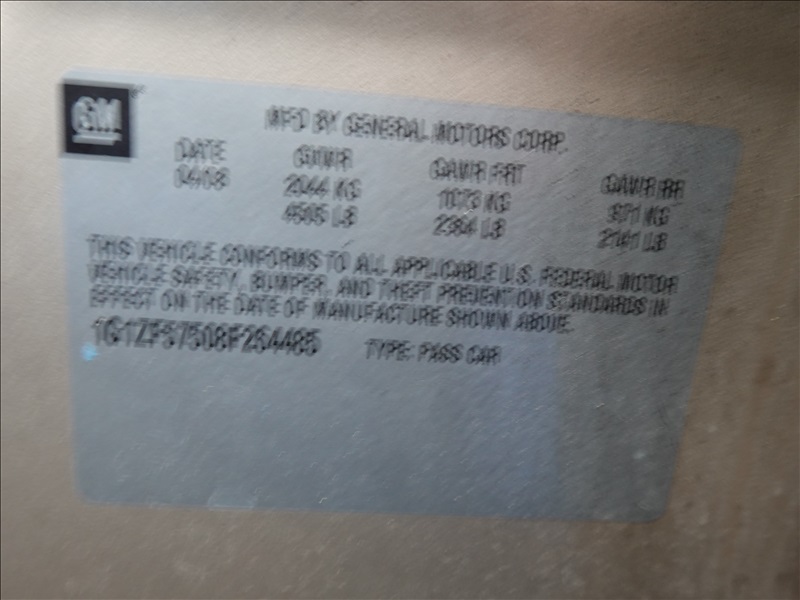 GM
MFD BY GENERAL MOTORS CORP.
DATE GVWR GAWR FRT GAWR RR
04/08 2044 KG 1073 KG 971 KG
4505 LB 2364 LB 2141 LB
THIS VEHICLE CONFORMS TO ALL APPLICABLE U.S. FEDERAL MOTOR
VEHICLE SAFETY, BUMPER, AND THEFT PREVENTION STANDARDS IN
EFFECT ON THE DATE OF MANUFACTURE SHOWN ABOVE.
1G1ZF57508F264485 TYPE: PASS CAR